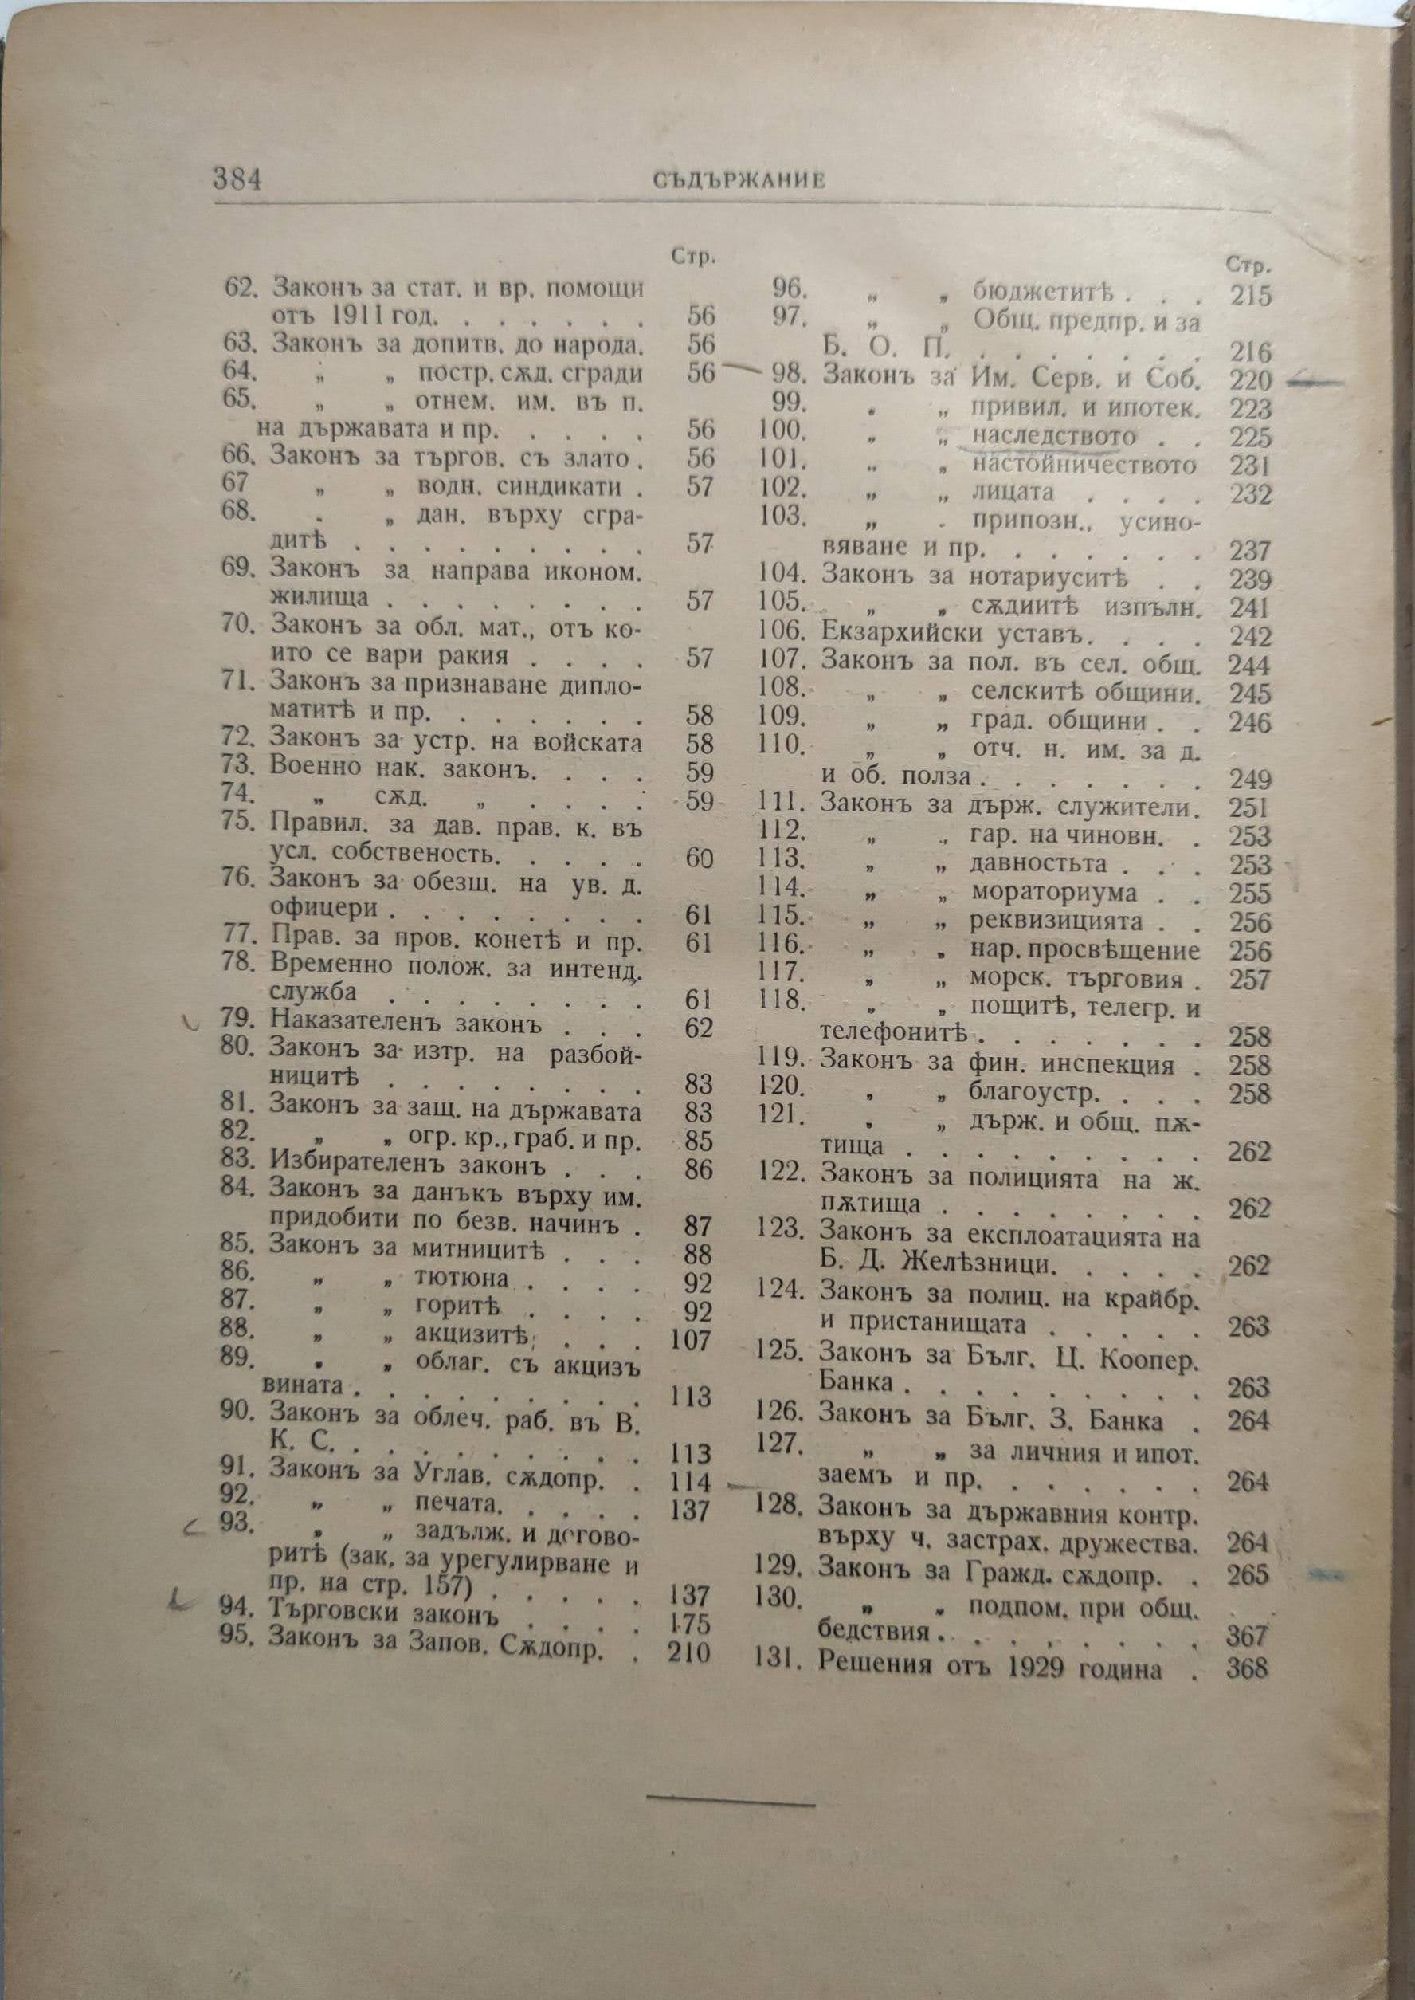 384
СЪДЪРЖАНИЕ
Стр.
62. Законъ за стат. и вр. помощи
отъ 1911 год. . . . . . . 56
63. Законъ за допитв. до народа. 56
64. „ „ постр. сѫд. сгради 56
65. „ „ отнем. им. въ п.
на държавата и пр. . . . . 56
66. Законъ за търгов. съ злато . 56
67 „ „ водн. синдикати . 57
68. „ „ дан. върху сгра-
дитѣ . . . . . . . . . 57
69. Законъ за направа иконом.
жилища . . . . . . . . 57
70. Законъ за обл. мат., отъ ко-
ито се вари ракия . . . . 57
71. Законъ за признаване дипло-
матитѣ и пр. . . . . . . 58
72. Законъ за устр. на войската 58
73. Военно нак. законъ. . . . 59
74. „ сѫд. „ . . . . 59
75. Правил. за дав. прав. к. въ
усл. собственость. . . . . 60
76. Законъ за обезщ. на ув. д.
офицери . . . . . . . . 61
77. Прав. за пров. конетѣ и пр. 61
78. Временно полож. за интенд.
служба . . . . . . . . 61
79. Наказателенъ законъ . . . 62
80. Законъ за изтр. на разбой-
ницитѣ . . . . . . . . 83
81. Законъ за защ. на държавата 83
82. „ „ огр. кр., граб. и пр. 85
83. Избирателенъ законъ . . . 86
84. Законъ за данъкъ върху им.
придобити по безв. начинъ . 87
85. Законъ за митницитѣ . . . 88
86. „ „ тютюна . . . . 92
87. „ „ горитѣ . . . . 92
88. „ „ акцизитѣ . . . 107
89. „ „ облаг. съ акцизъ
вината . . . . . . . . . 113
90. Законъ за облеч. раб. въ В.
К. С. . . . . . . . . . 113
91. Законъ за Углав. сѫдопр. . 114
92. „ „ печата. . . . . 137
93. „ „ задълж. и догово-
ритѣ (зак. за урегулирване и
пр. на стр. 157) . . . . . 137
94. Търговски законъ . . . . 175
95. Законъ за Запов. Сѫдопр. . 210
Стр.
96. „ „ бюджетитѣ . . . 215
97. „ „ Общ. предпр. и за
Б. О. П. . . . . . . . 216
98. Законъ за Им. Серв. и Соб. 220
99. „ „ привил. и ипотек. 223
100. „ „ наследството . . 225
101. „ „ настойничеството 231
102. „ „ лицата . . . . 232
103. „ „ припозн., усино-
вяване и пр. . . . . . . 237
104. Законъ за нотариуситѣ . . 239
105. „ „ сѫдиитѣ изпълн. 241
106. Екзархийски уставъ. . . . 242
107. Законъ за пол. въ сел. общ. 244
108. „ „ селскитѣ общини. 245
109. „ „ град. общини . . 246
110. „ „ отч. н. им. за д.
и об. полза . . . . . . . 249
111. Законъ за държ. служители. 251
112. „ „ гар. на чиновн. . 253
113. „ „ давностьта . . . 253
114. „ „ мораториума . . 255
115. „ „ реквизицията . . 256
116. „ „ нар. просвѣщение 256
117. „ „ морск. търговия . 257
118. „ „ пощитѣ, телегр. и
телефонитѣ . . . . . . . 258
119. Законъ за фин. инспекция . 258
120. „ „ благоустр. . . . 258
121. „ „ държ. и общ. пѫ-
тища . . . . . . . . . 262
122. Законъ за полицията на ж.
пѫтища . . . . . . . . 262
123. Законъ за експлоатацията на
Б. Д. Желѣзници. . . . . 262
124. Законъ за полиц. на крайбр.
и пристанищата . . . . . 263
125. Законъ за Бълг. Ц. Коопер.
Банка . . . . . . . . . 263
126. Законъ за Бълг. З. Банка . 264
127. „ „ за личния и ипот.
заемъ и пр. . . . . . . 264
128. Законъ за държавния контр.
върху ч. застрах. дружества. 264
129. Законъ за Гражд. сѫдопр. . 265
130. „ „ подпом. при общ.
бедствия . . . . . . . . 367
131. Решения отъ 1929 година . 368